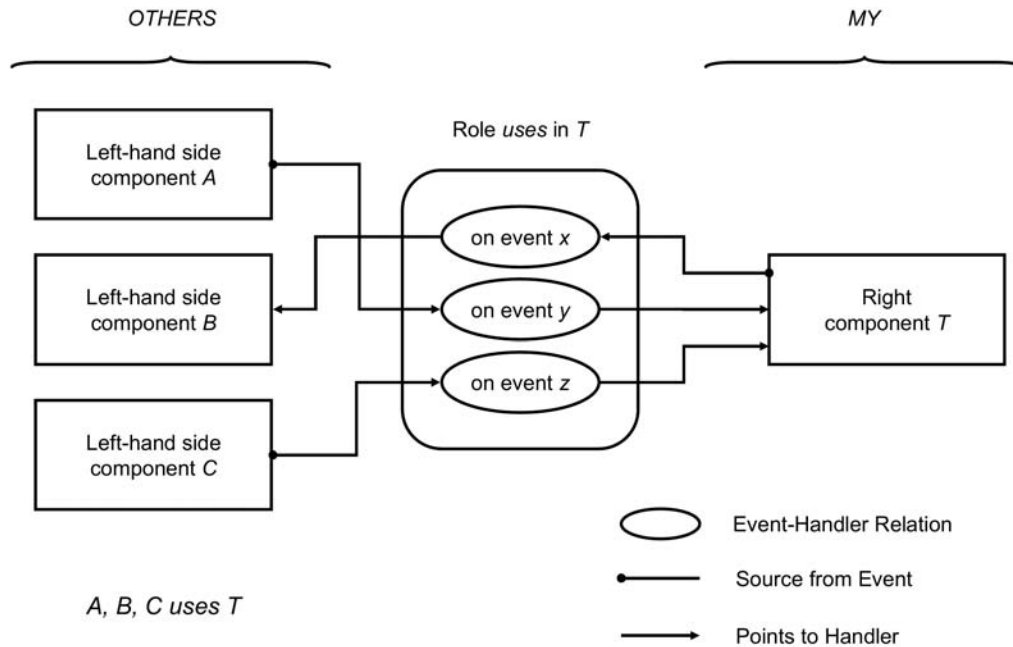 OTHERS
MY
Left-hand side
component A
Role uses in T
on event x
Left-hand side
component B
on event y
Right
component T
on event z
Left-hand side
component C
Event-Handler Relation
Source from Event
A, B, C uses T
Points to Handler